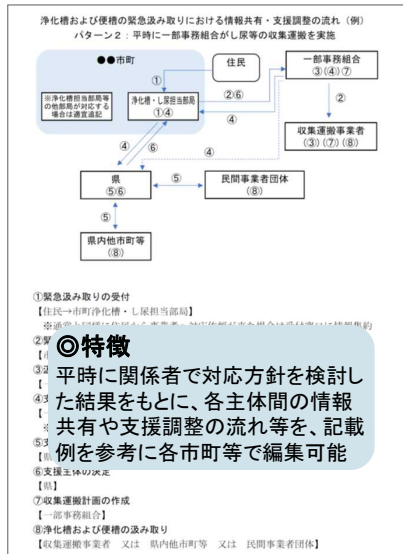 浄化槽および便槽の緊急汲み取りにおける情報共有・支援調整の流れ（例）
パターン２：平時に一部事務組合がし尿等の収集運搬を実施
●●市町
住民
一部事務組合
③(④)⑦
①
②⑥
※浄化槽担当部局等
の他部局が対応する
場合は適宜追記
浄化槽・し尿担当部局
①④
④
②
収集運搬事業者
(③)(⑦)(⑧)
④
⑥
④
県
⑤⑥
⑤
民間事業者団体
(⑧)
⑤
県内他市町等
(⑧)
①緊急汲み取りの受付
【住民→市町浄化槽・し尿担当部局】
②緊
③
④支
⑤支
◎特徴
平時に関係者で対応方針を検討し
た結果をもとに、各主体間の情報
共有や支援調整の流れ等を、記載
例を参考に各市町等で編集可能
⑥支援主体の決定
【県】
⑦収集運搬計画の作成
【一部事務組合】
⑧浄化槽および便槽の汲み取り
【収集運搬事業者　又は　県内他市町等　又は　民間事業者団体】